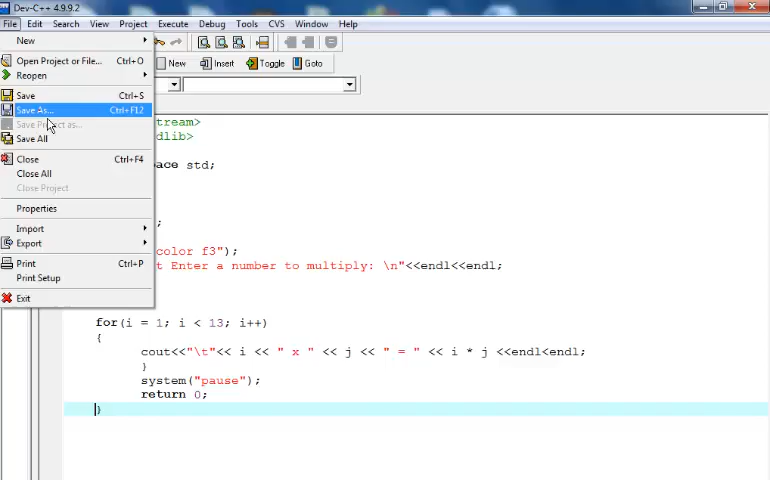 Dev-C++ 4.9.9.2
File Edit Search View Project Execute Debug Tools CVS Window Help
New
New Insert Toggle Goto
Open Project or File... Ctrl+O
Reopen
Save Ctrl+S
Save As... Ctrl+F12
Save Project as...
Save All
Close Ctrl+F4
Close All
Close Project
Properties
Import
Export
Print Ctrl+P
Print Setup
Exit
tream>
dlib>
pace std;
;
color f3");
t Enter a number to multiply: \n"<<endl<<endl;
for(i = 1; i < 13; i++)
{
cout<<"\t"<< i << " x " << j << " = " << i * j <<endl<endl;
}
system("pause");
return 0;
}